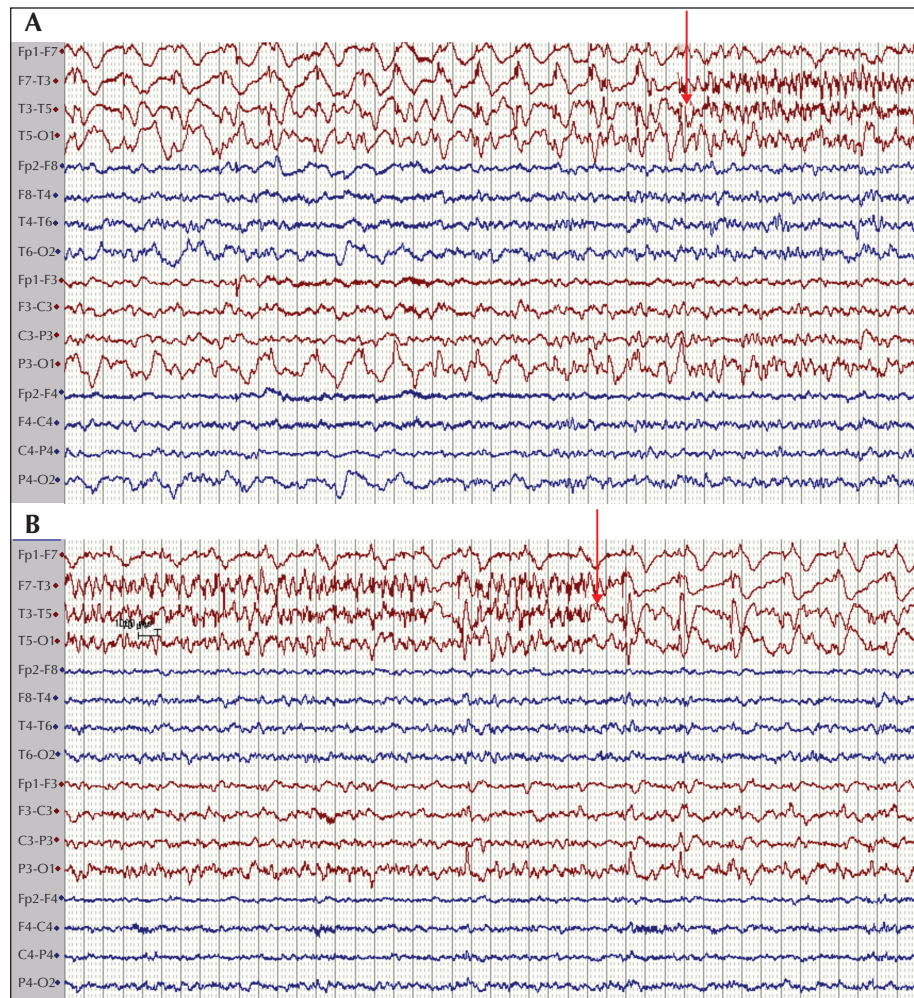 A
Fp1-F7
F7-T3
T3-T5
T5-O1
Fp2-F8
F8-T4
T4-T6
T6-O2
Fp1-F3
F3-C3
C3-P3
P3-O1
Fp2-F4
F4-C4
C4-P4
P4-O2
B
Fp1-F7
F7-T3
T3-T5
T5-O1
Fp2-F8
F8-T4
T4-T6
T6-O2
Fp1-F3
F3-C3
C3-P3
P3-O1
Fp2-F4
F4-C4
C4-P4
P4-O2